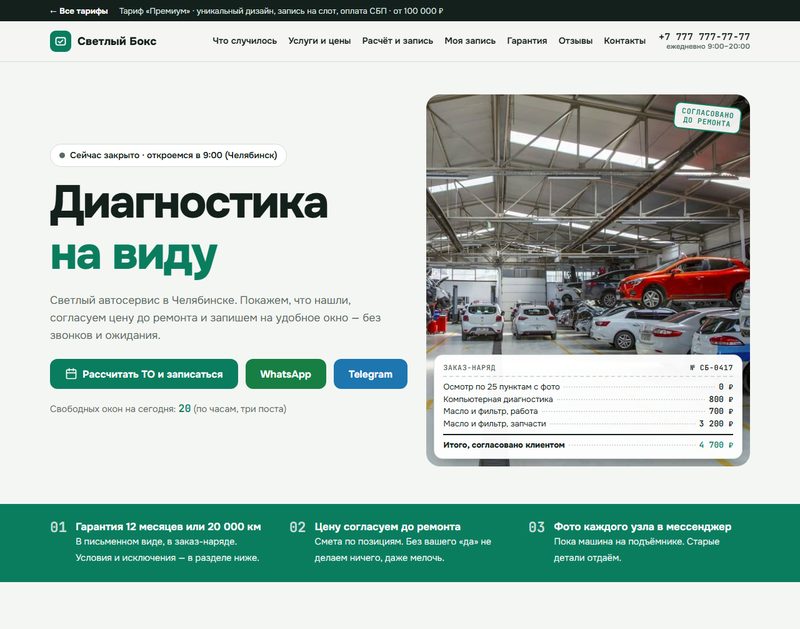 ← Все тарифы Тариф «Премиум» · уникальный дизайн, запись на слот, оплата СБП · от 100 000 ₽
Светлый Бокс
Что случилось Услуги и цены Расчёт и запись Моя запись Гарантия Отзывы Контакты
+7 777 777-77-77
ежедневно 9:00–20:00
Сейчас закрыто · откроемся в 9:00 (Челябинск)
Диагностика
на виду
Светлый автосервис в Челябинске. Покажем, что нашли,
согласуем цену до ремонта и запишем на удобное окно — без
звонков и ожидания.
Рассчитать ТО и записаться WhatsApp Telegram
Свободных окон на сегодня: 20 (по часам, три поста)
СОГЛАСОВАНО
ДО РЕМОНТА
ЗАКАЗ-НАРЯД № СБ-0417
Осмотр по 25 пунктам с фото 0 ₽
Компьютерная диагностика 800 ₽
Масло и фильтр, работа 700 ₽
Масло и фильтр, запчасти 3 200 ₽
Итого, согласовано клиентом 4 700 ₽
01 Гарантия 12 месяцев или 20 000 км
В письменном виде, в заказ-наряде.
Условия и исключения — в разделе ниже.
02 Цену согласуем до ремонта
Смета по позициям. Без вашего «да» не
делаем ничего, даже мелочь.
03 Фото каждого узла в мессенджер
Пока машина на подъёмнике. Старые
детали отдаём.